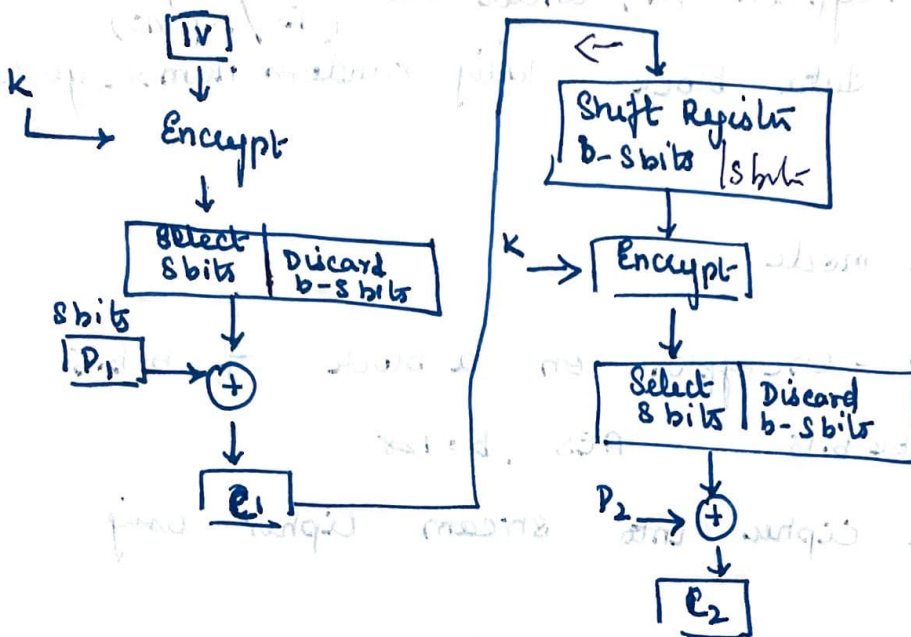 IV
K
Encrypt
Select
s bits
Discard
b-s bits
s bits
P1
+
C1
←
Shift Register
b-s bits | s bits
K
Encrypt
Select
s bits
Discard
b-s bits
P2
+
C2